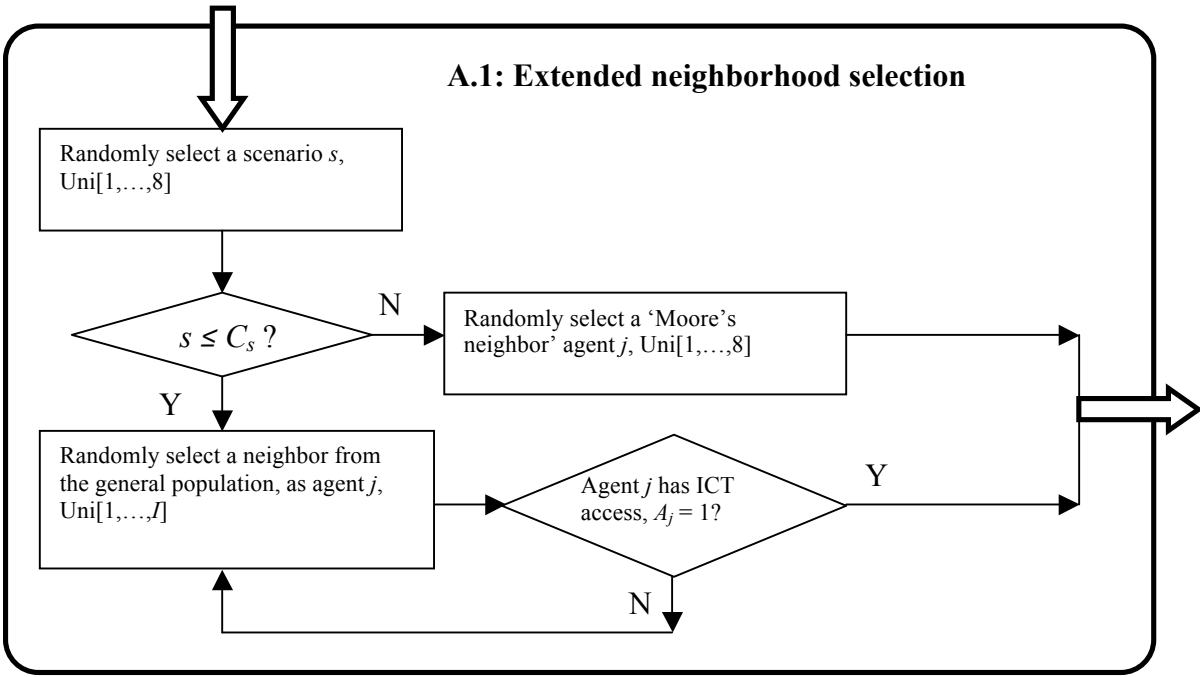 A.1: Extended neighborhood selection
Randomly select a scenario s,
Uni[1,…,8]
s ≤ Cs ?
N
Randomly select a ‘Moore’s
neighbor’ agent j, Uni[1,…,8]
Y
Randomly select a neighbor from
the general population, as agent j,
Uni[1,…,I]
Agent j has ICT
access, Aj = 1?
Y
N